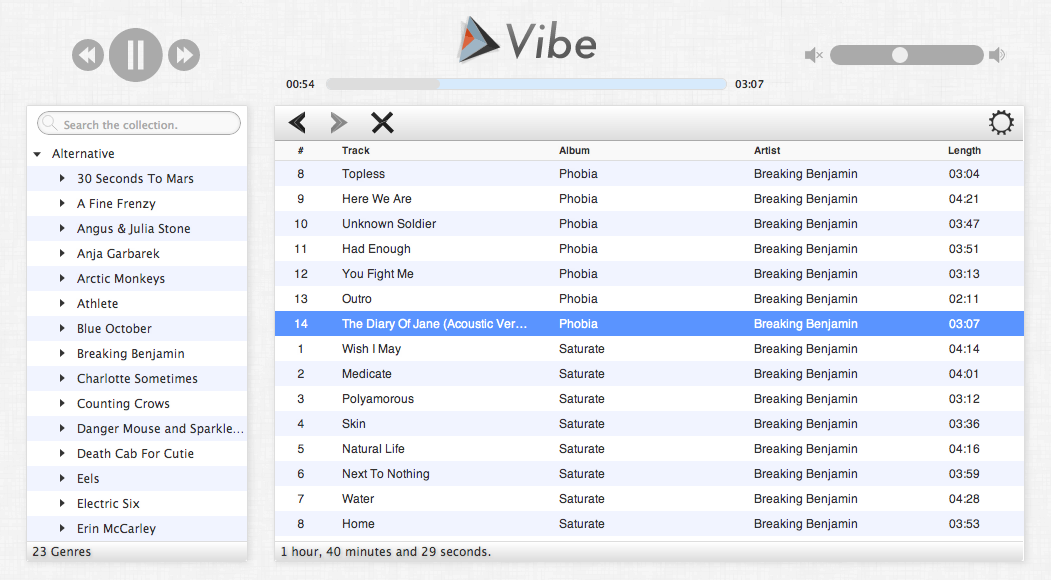 Vibe
00:54 03:07
Search the collection.
Alternative
30 Seconds To Mars
A Fine Frenzy
Angus & Julia Stone
Anja Garbarek
Arctic Monkeys
Athlete
Blue October
Breaking Benjamin
Charlotte Sometimes
Counting Crows
Danger Mouse and Sparkle...
Death Cab For Cutie
Eels
Electric Six
Erin McCarley
23 Genres
# Track Album Artist Length
8 Topless Phobia Breaking Benjamin 03:04
9 Here We Are Phobia Breaking Benjamin 04:21
10 Unknown Soldier Phobia Breaking Benjamin 03:47
11 Had Enough Phobia Breaking Benjamin 03:51
12 You Fight Me Phobia Breaking Benjamin 03:13
13 Outro Phobia Breaking Benjamin 02:11
14 The Diary Of Jane (Acoustic Ver... Phobia Breaking Benjamin 03:07
1 Wish I May Saturate Breaking Benjamin 04:14
2 Medicate Saturate Breaking Benjamin 04:01
3 Polyamorous Saturate Breaking Benjamin 03:12
4 Skin Saturate Breaking Benjamin 03:36
5 Natural Life Saturate Breaking Benjamin 04:16
6 Next To Nothing Saturate Breaking Benjamin 03:59
7 Water Saturate Breaking Benjamin 04:28
8 Home Saturate Breaking Benjamin 03:53
1 hour, 40 minutes and 29 seconds.